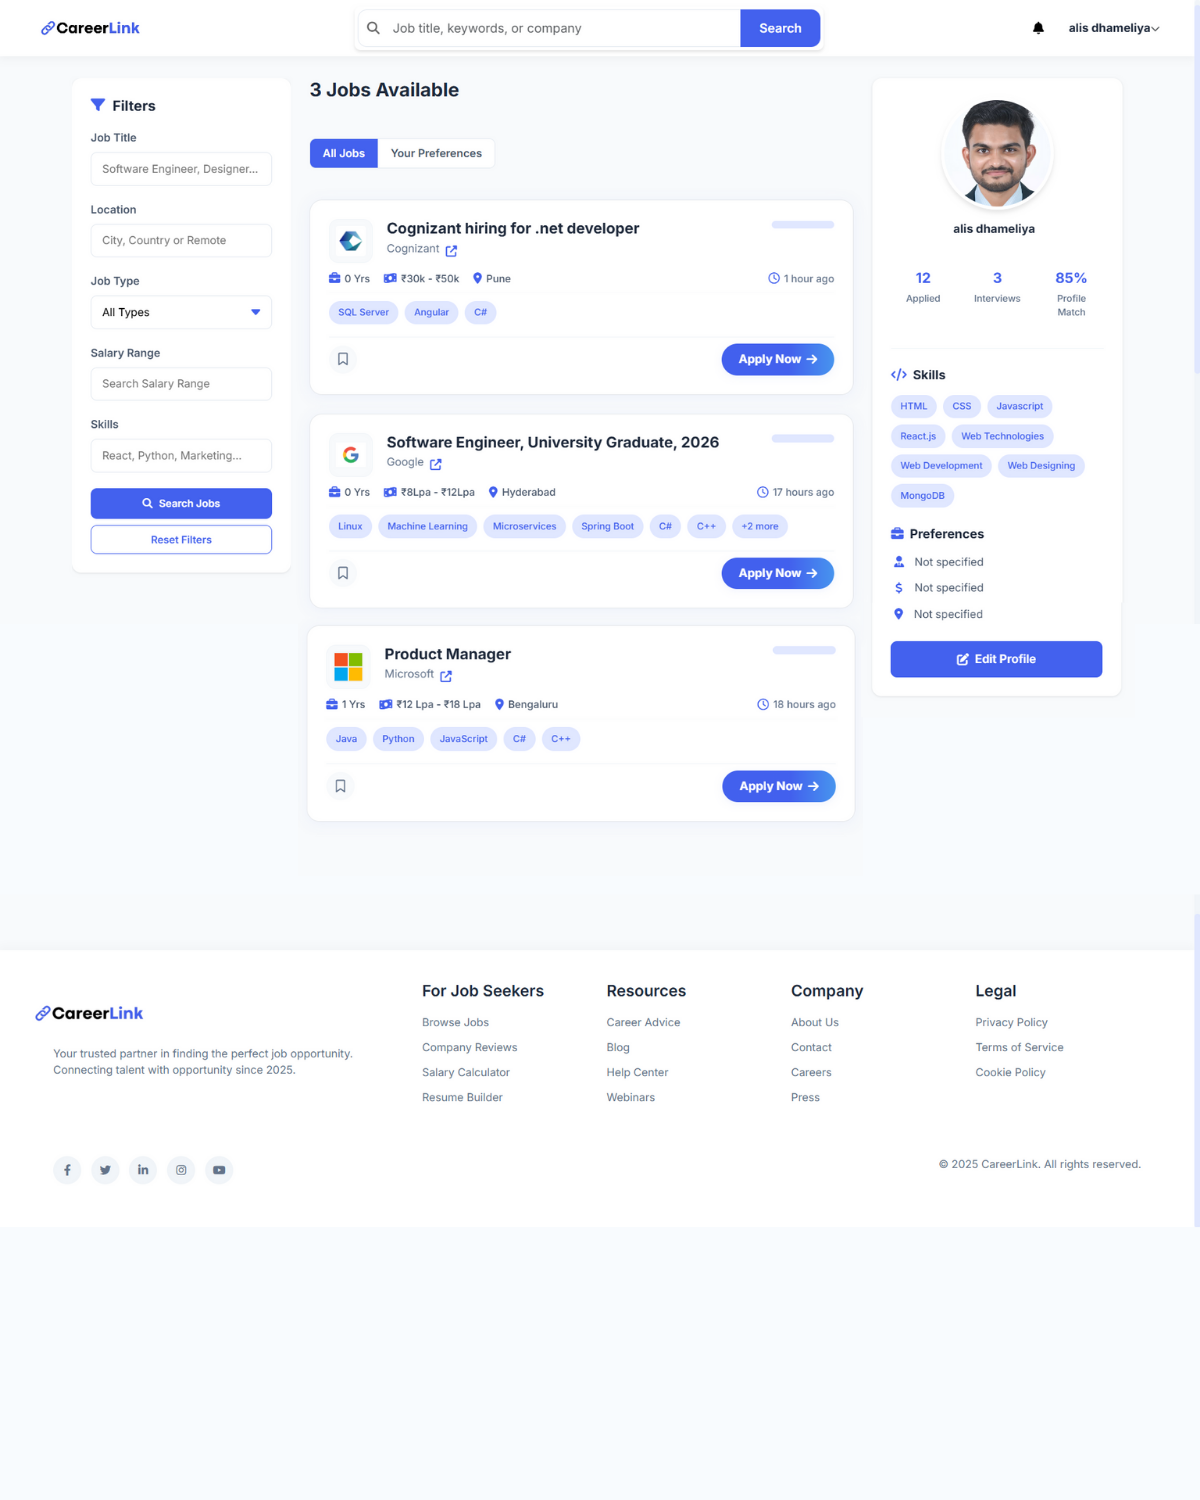 CareerLink
Job title, keywords, or company
Search
alis dhameliya
Filters
Job Title
Software Engineer, Designer...
Location
City, Country or Remote
Job Type
All Types
Salary Range
Search Salary Range
Skills
React, Python, Marketing...
Search Jobs
Reset Filters
3 Jobs Available
All Jobs
Your Preferences
Cognizant hiring for .net developer
Cognizant
0 Yrs ₹30k - ₹50k Pune 1 hour ago
SQL Server Angular C#
Apply Now
Software Engineer, University Graduate, 2026
Google
0 Yrs ₹8Lpa - ₹12Lpa Hyderabad 17 hours ago
Linux Machine Learning Microservices Spring Boot C# C++ +2 more
Apply Now
Product Manager
Microsoft
1 Yrs ₹12 Lpa - ₹18 Lpa Bengaluru 18 hours ago
Java Python JavaScript C# C++
Apply Now
alis dhameliya
12 3 85%
Applied Interviews Profile
Match
Skills
HTML CSS Javascript
React.js Web Technologies
Web Development Web Designing
MongoDB
Preferences
Not specified
Not specified
Not specified
Edit Profile
CareerLink
Your trusted partner in finding the perfect job opportunity.
Connecting talent with opportunity since 2025.
For Job Seekers
Browse Jobs
Company Reviews
Salary Calculator
Resume Builder
Resources
Career Advice
Blog
Help Center
Webinars
Company
About Us
Contact
Careers
Press
Legal
Privacy Policy
Terms of Service
Cookie Policy
© 2025 CareerLink. All rights reserved.